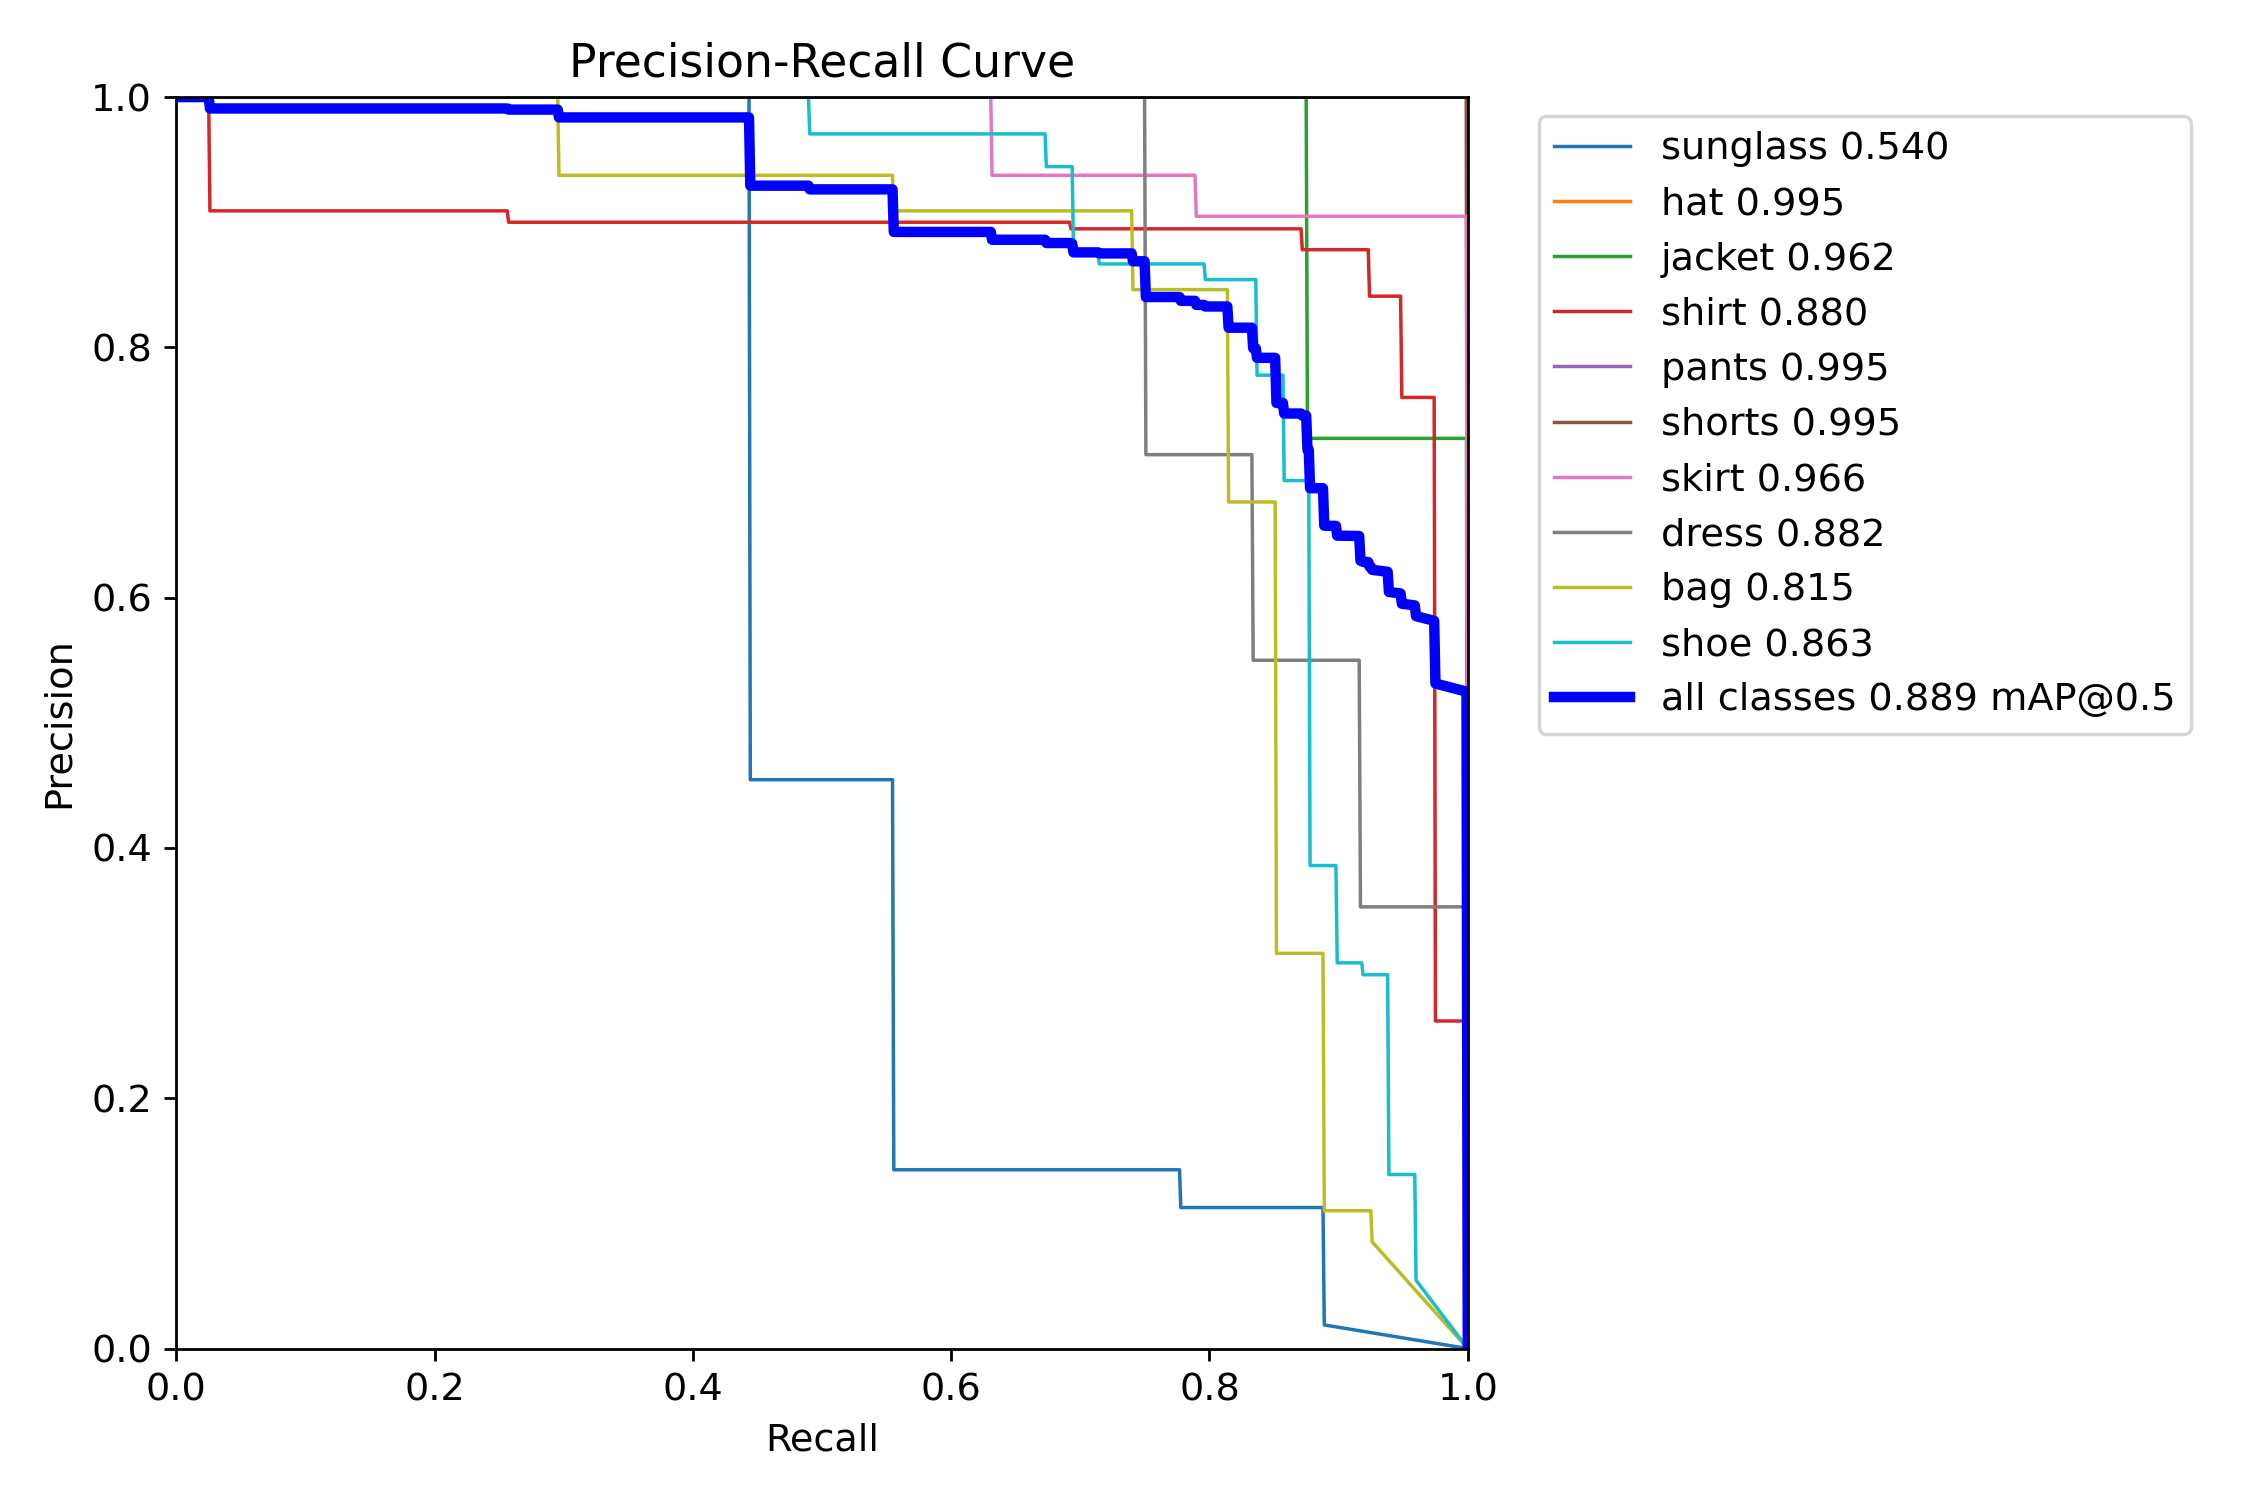 Precision-Recall Curve
1.0
0.8
0.6
0.4
0.2
0.0
Precision
0.0 0.2 0.4 0.6 0.8 1.0
Recall
sunglass 0.540
hat 0.995
jacket 0.962
shirt 0.880
pants 0.995
shorts 0.995
skirt 0.966
dress 0.882
bag 0.815
shoe 0.863
all classes 0.889 mAP@0.5